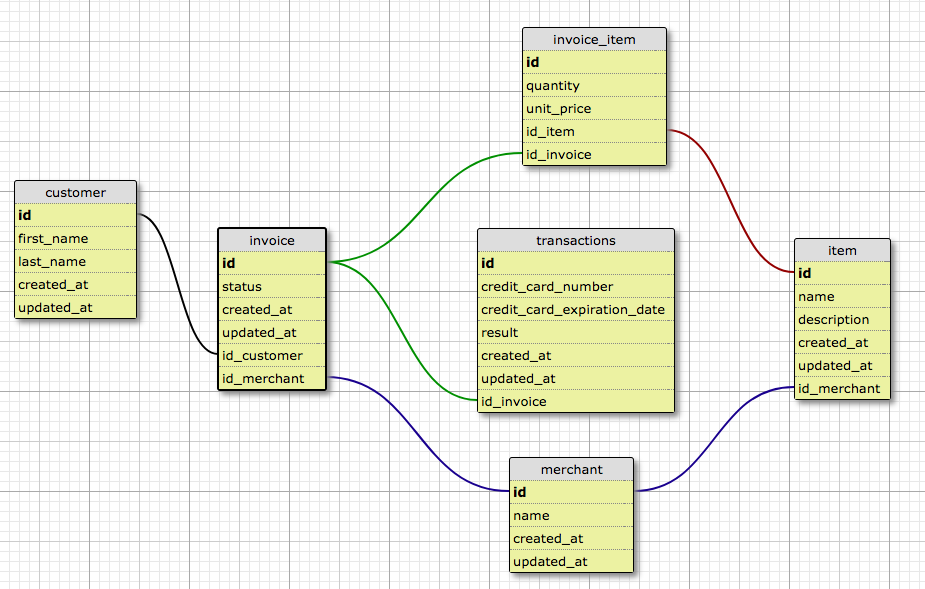 invoice_item
id
quantity
unit_price
id_item
id_invoice
customer
id
first_name
last_name
created_at
updated_at
invoice
id
status
created_at
updated_at
id_customer
id_merchant
transactions
id
credit_card_number
credit_card_expiration_date
result
created_at
updated_at
id_invoice
item
id
name
description
created_at
updated_at
id_merchant
merchant
id
name
created_at
updated_at